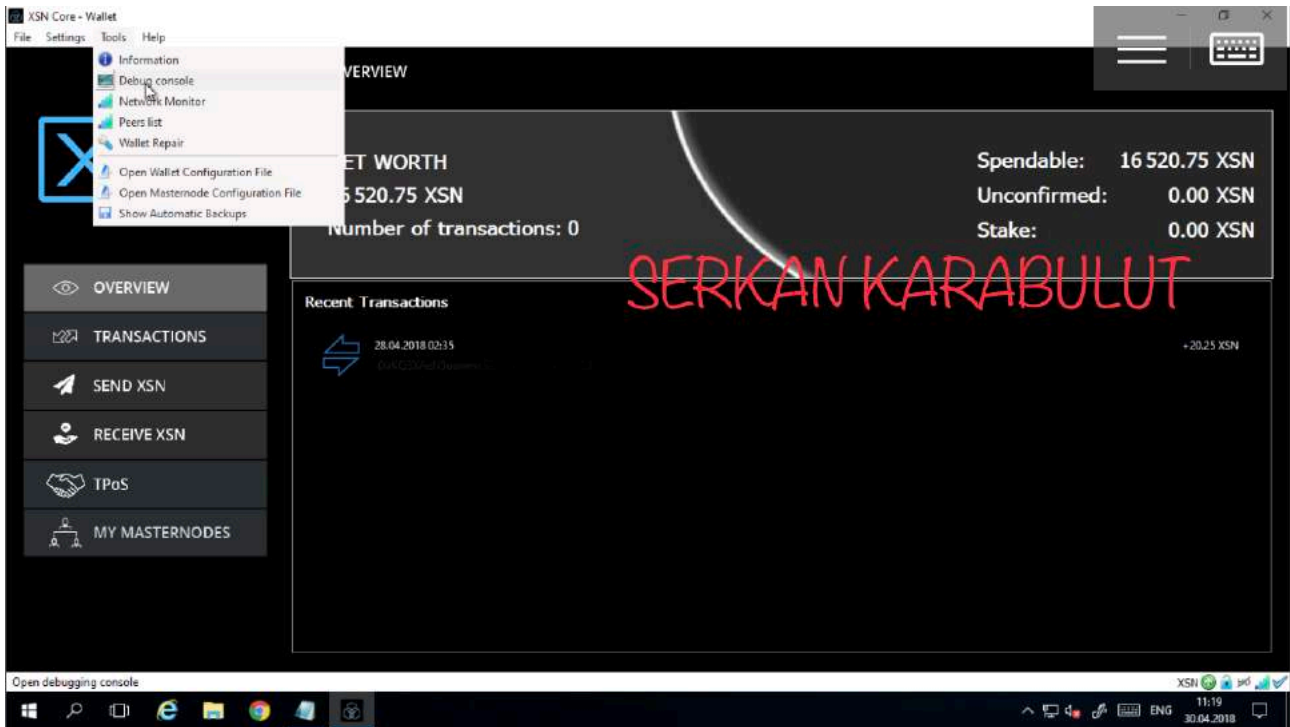 XSN Core - Wallet
File Settings Tools Help
Information
Debug console
Network Monitor
Peers list
Wallet Repair
Open Wallet Configuration File
Open Masternode Configuration File
Show Automatic Backups
VERVIEW
ET WORTH
520.75 XSN
Number of transactions: 0
Spendable: 16 520.75 XSN
Unconfirmed: 0.00 XSN
Stake: 0.00 XSN
SERKAN KARABULUT
OVERVIEW
TRANSACTIONS
SEND XSN
RECEIVE XSN
TPoS
MY MASTERNODES
Recent Transactions
28.04.2018 02:35
+20.25 XSN
Open debugging console
XSN
ENG
11:19
30.04.2018